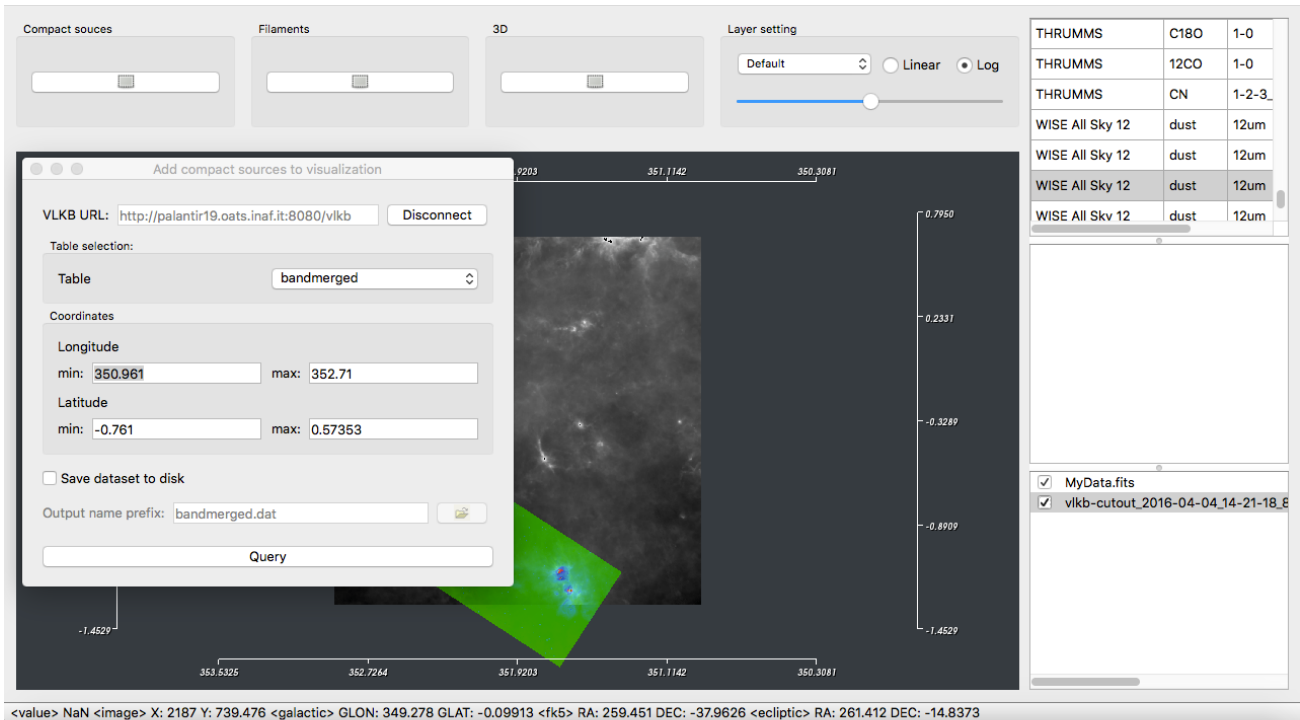 Compact souces
Filaments
3D
Layer setting
Default
Linear
Log
THRUMMS C18O 1-0
THRUMMS 12CO 1-0
THRUMMS CN 1-2-3_
WISE All Sky 12 dust 12um
WISE All Sky 12 dust 12um
WISE All Sky 12 dust 12um
WISE All Sky 12 dust 12um
Add compact sources to visualization
VLKB URL: http://palantir19.oats.inaf.it:8080/vlkb Disconnect
Table selection:
Table bandmerged
Coordinates
Longitude
min: 350.961 max: 352.71
Latitude
min: -0.761 max: 0.57353
Save dataset to disk
Output name prefix: bandmerged.dat
Query
.9203 351.1142 350.3081
0.7950
0.2331
-0.3289
-0.8909
-1.4529
-1.4529
353.5325 352.7264 351.9203 351.1142 350.3081
MyData.fits
vlkb-cutout_2016-04-04_14-21-18_8
<value> NaN <image> X: 2187 Y: 739.476 <galactic> GLON: 349.278 GLAT: -0.09913 <fk5> RA: 259.451 DEC: -37.9626 <ecliptic> RA: 261.412 DEC: -14.8373